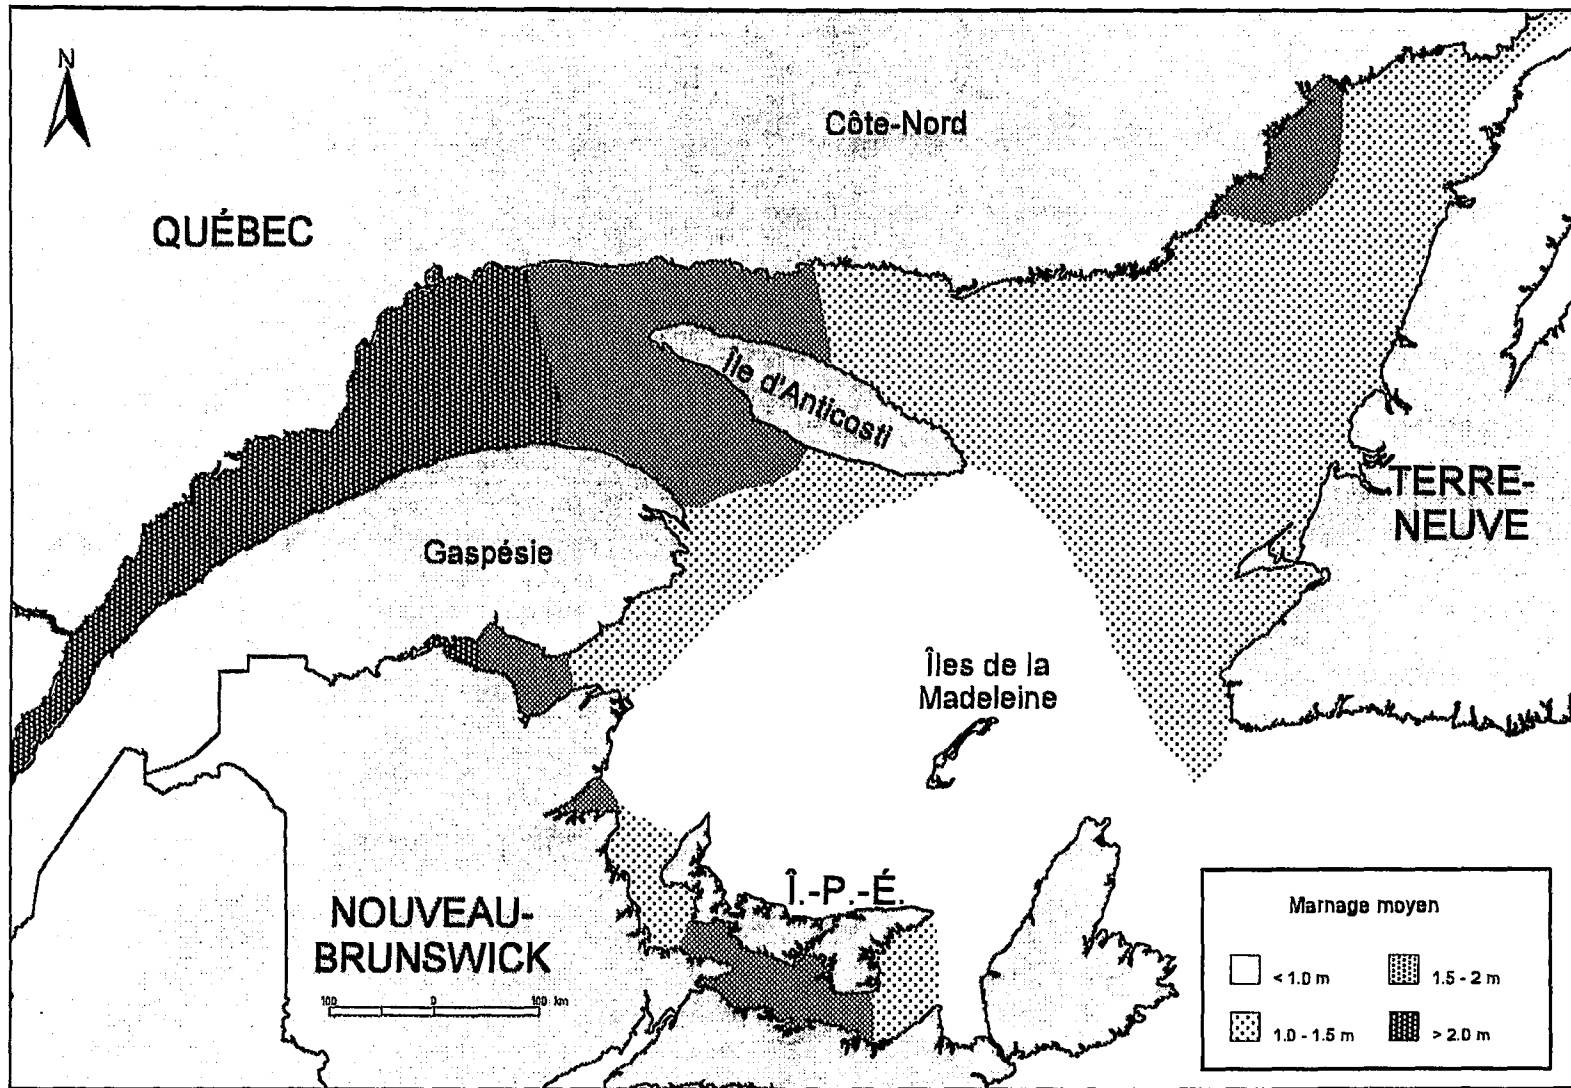 N
Côte-Nord
QUÉBEC
Île d'Anticosti
TERRE-
NEUVE
Gaspésie
Îles de la
Madeleine
Î.-P.-É.
NOUVEAU-
BRUNSWICK
100 0 100 km
Marnage moyen
< 1.0 m
1.5 - 2 m
1.0 - 1.5 m
> 2.0 m